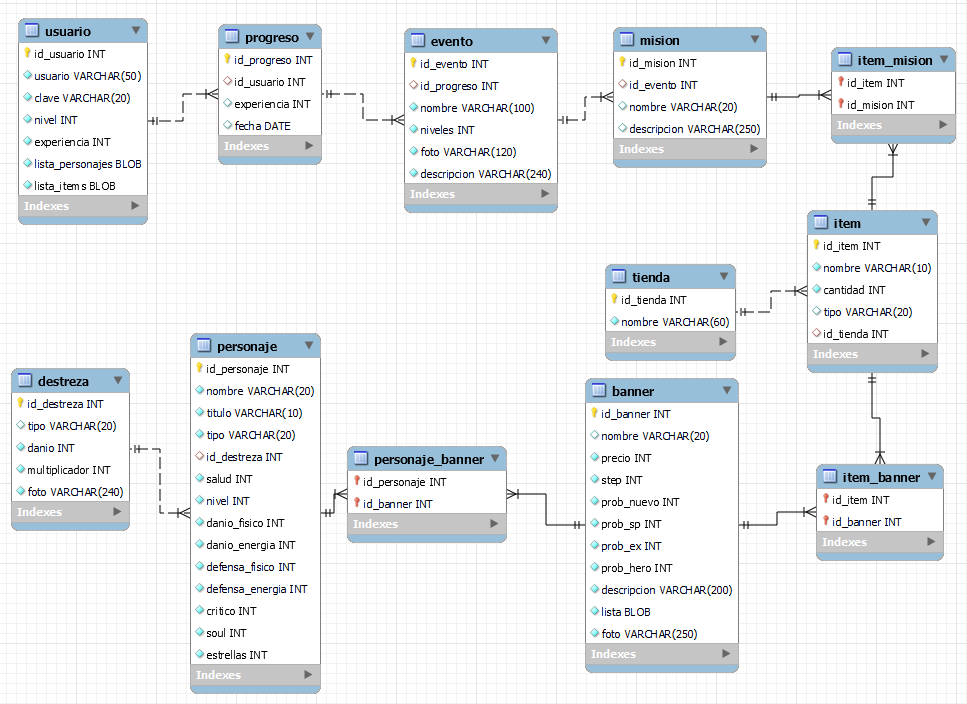 usuario
id_usuario INT
usuario VARCHAR(50)
clave VARCHAR(20)
nivel INT
experiencia INT
lista_personajes BLOB
lista_items BLOB
Indexes
progreso
id_progreso INT
id_usuario INT
experiencia INT
fecha DATE
Indexes
evento
id_evento INT
id_progreso INT
nombre VARCHAR(100)
niveles INT
foto VARCHAR(120)
descripcion VARCHAR(240)
Indexes
mision
id_mision INT
id_evento INT
nombre VARCHAR(20)
descripcion VARCHAR(250)
Indexes
item_mision
id_item INT
id_mision INT
Indexes
item
id_item INT
nombre VARCHAR(10)
cantidad INT
tipo VARCHAR(20)
id_tienda INT
Indexes
tienda
id_tienda INT
nombre VARCHAR(60)
Indexes
destreza
id_destreza INT
tipo VARCHAR(20)
danio INT
multiplicador INT
foto VARCHAR(240)
Indexes
personaje
id_personaje INT
nombre VARCHAR(20)
titulo VARCHAR(10)
tipo VARCHAR(20)
id_destreza INT
salud INT
nivel INT
danio_fisico INT
danio_energia INT
defensa_fisico INT
defensa_energia INT
critico INT
soul INT
estrellas INT
Indexes
personaje_banner
id_personaje INT
id_banner INT
Indexes
banner
id_banner INT
nombre VARCHAR(20)
precio INT
step INT
prob_nuevo INT
prob_sp INT
prob_ex INT
prob_hero INT
descripcion VARCHAR(200)
lista BLOB
foto VARCHAR(250)
Indexes
item_banner
id_item INT
id_banner INT
Indexes